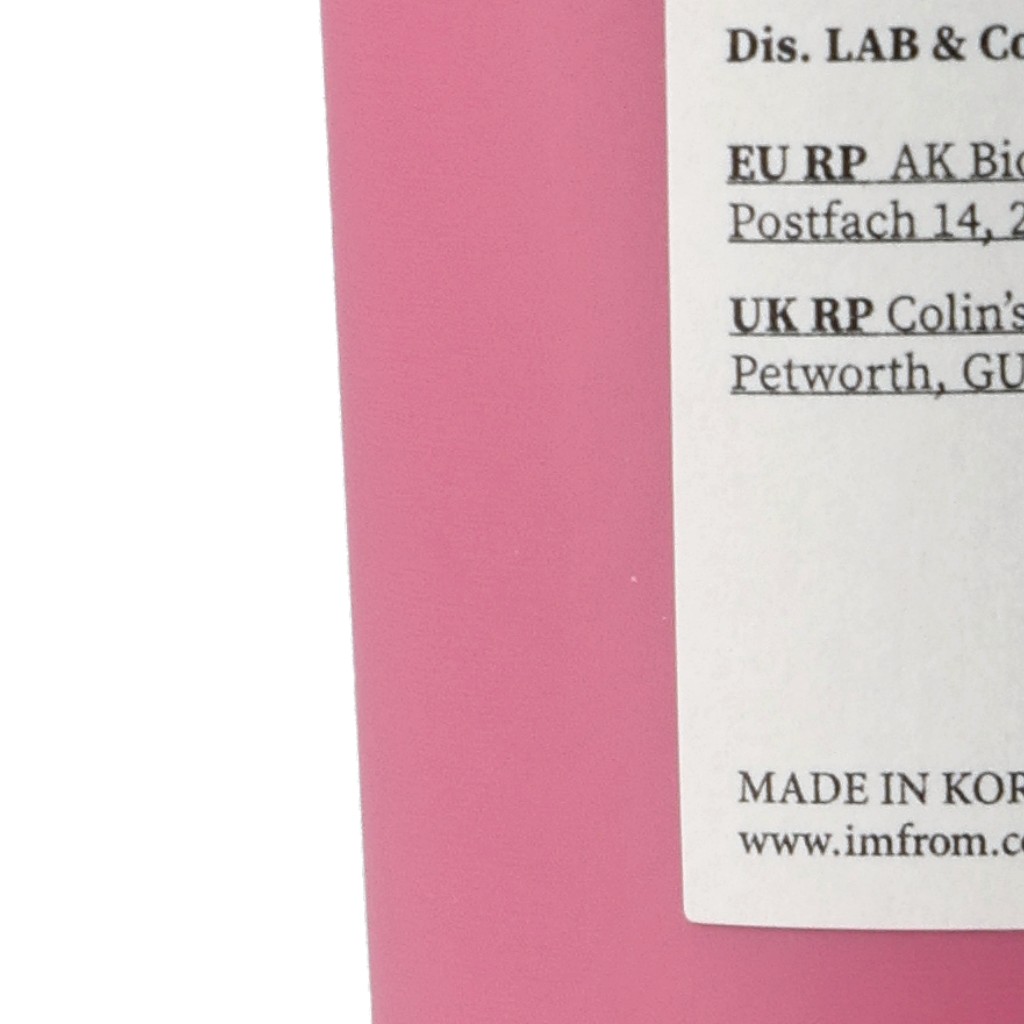 Dis. LAB & Co
EU RP AK Bio
Postfach 14, 2
UK RP Colin's
Petworth, GU
MADE IN KOR
www.imfrom.co